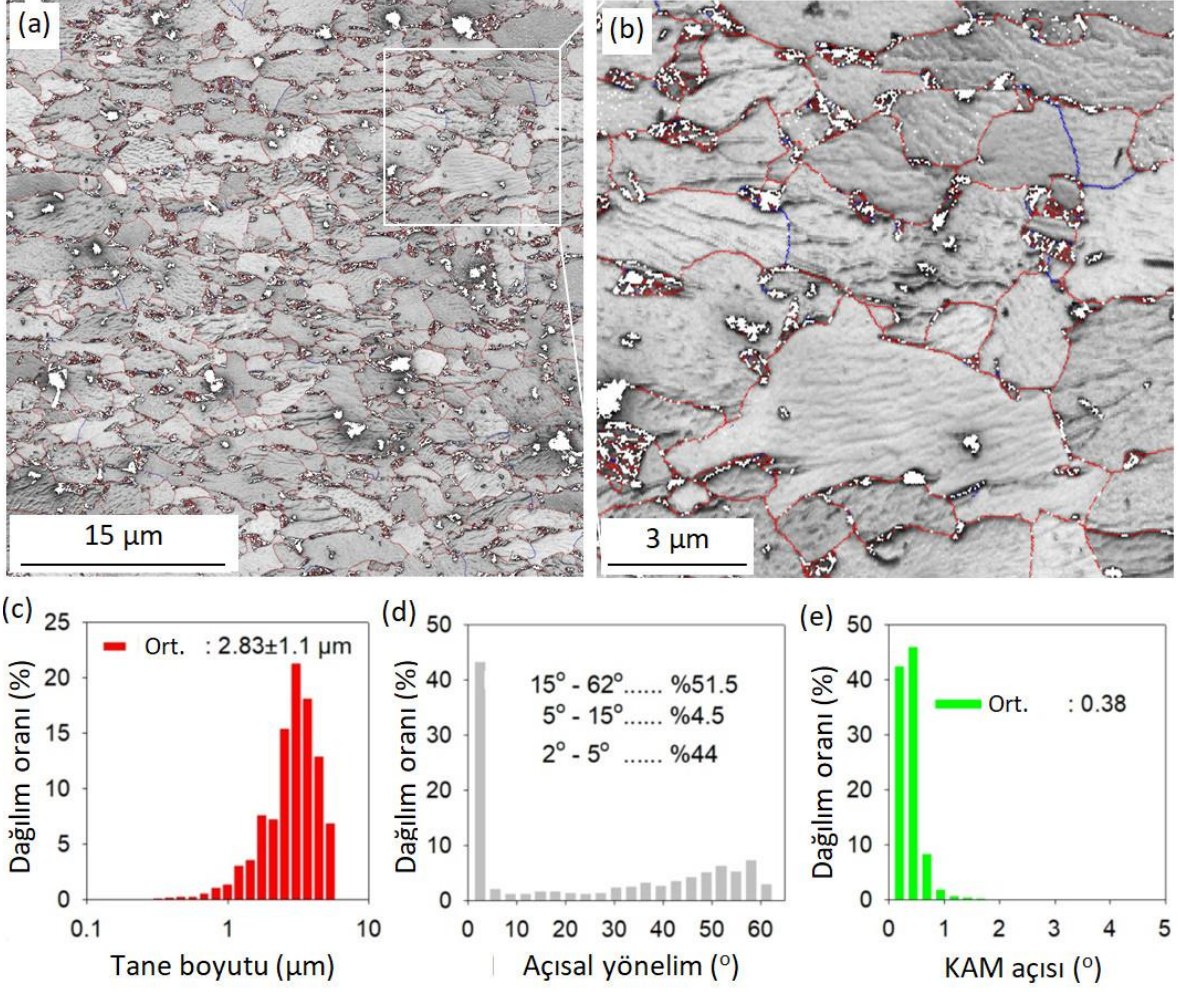 (a)
(b)
15 µm
3 µm
(c)
(d)
(e)
Dağılım oranı (%)
25
20
15
10
5
0
Ort. : 2.83±1.1 µm
0.1 1 10
Tane boyutu (µm)
Dağılım oranı (%)
50
40
30
20
10
0
15° - 62°...... %51.5
5° - 15°...... %4.5
2° - 5° ...... %44
0 10 20 30 40 50 60
Açısal yönelim (°)
Dağılım oranı (%)
50
40
30
20
10
0
Ort. : 0.38
0 1 2 3 4 5
KAM açısı (°)